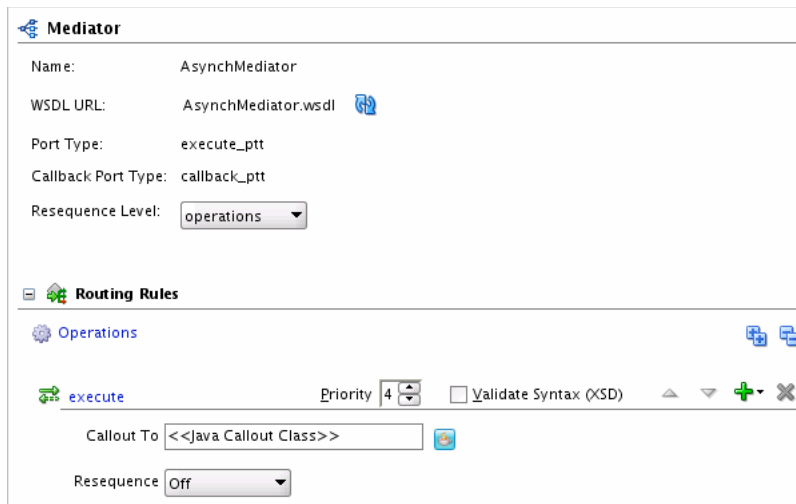 Mediator
Name: AsynchMediator
WSDL URL: AsynchMediator.wsdl
Port Type: execute_ptt
Callback Port Type: callback_ptt
Resequence Level: operations
Routing Rules
Operations
execute Priority 4 Validate Syntax (XSD)
Callout To <<Java Callout Class>>
Resequence Off